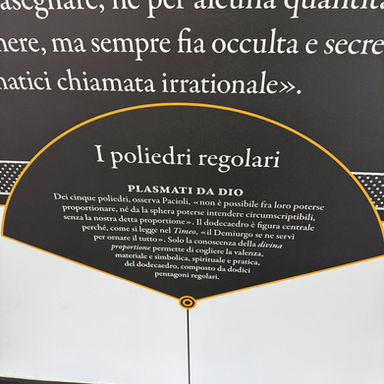 asegnare, né per alcuna quantità
nere, ma sempre fia occulta e secre
matici chiamata irrationale».
I poliedri regolari
PLASMATI DA DIO
Dei cinque poliedri, osserva Pacioli, «non è possibile fra loro poterse
proportionare, né da la sphera poterse intendere circumscriptibili,
senza la nostra detta proportione». Il dodecaedro è figura centrale
perché, come si legge nel Timeo, «il Demiurgo se ne servì
per ornare il tutto». Solo la conoscenza della divina
proportione permette di cogliere la valenza,
materiale e simbolica, spirituale e pratica,
del dodecaedro, composto da dodici
pentagoni regolari.